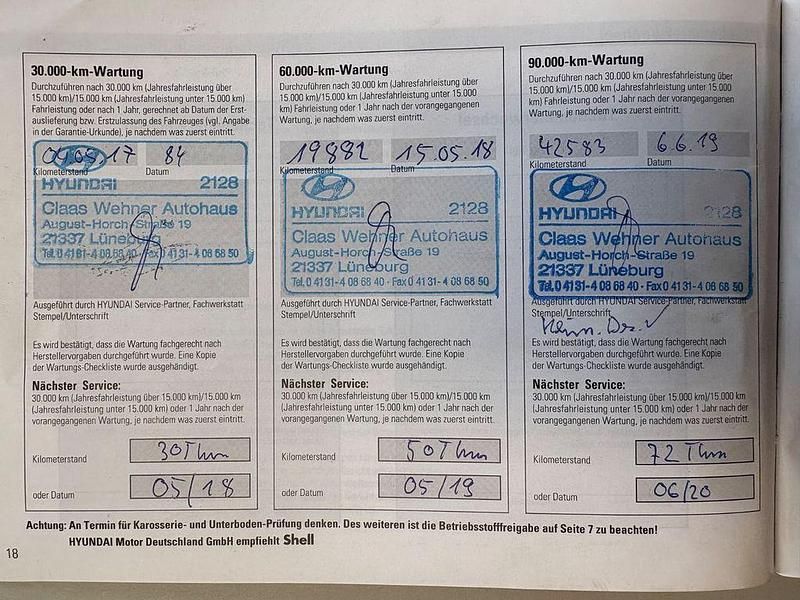 30.000-km-Wartung
Durchzuführen nach 30.000 km (Jahresfahrleistung über
15.000 km)/15.000 km (Jahresfahrleistung unter 15.000 km)
Fahrleistung oder nach 1 Jahr, gerechnet ab Datum der Erst-
auslieferung bzw. Erstzulassung des Fahrzeuges (vgl. Angabe
in der Garantie-Urkunde), je nachdem was zuerst eintritt.
84
Kilometerstand Datum
HYUNDAI 2128
Claas Wehner Autohaus
August-Horch-Straße 19
21337 Lüneburg
Tel. 0 41 31-4 08 68 40 · Fax 0 41 31-4 08 68 50
Ausgeführt durch HYUNDAI Service-Partner, Fachwerkstatt
Stempel/Unterschrift
Es wird bestätigt, dass die Wartung fachgerecht nach
Herstellervorgaben durchgeführt wurde. Eine Kopie
der Wartungs-Checkliste wurde ausgehändigt.
Nächster Service:
30.000 km (Jahresfahrleistung über 15.000 km)/15.000 km
(Jahresfahrleistung unter 15.000 km) oder 1 Jahr nach der
vorangegangenen Wartung, je nachdem was zuerst eintritt.
Kilometerstand 30 Tkm
oder Datum 05/18
60.000-km-Wartung
Durchzuführen nach 30.000 km (Jahresfahrleistung über
15.000 km)/15.000 km (Jahresfahrleistung unter 15.000
km) Fahrleistung oder 1 Jahr nach der vorangegangenen
Wartung, je nachdem was zuerst eintritt.
19882 15.05.18
Kilometerstand Datum
HYUNDAI 2128
Claas Wehner Autohaus
August-Horch-Straße 19
21337 Lüneburg
Tel. 0 41 31-4 08 68 40 · Fax 0 41 31-4 08 68 50
Ausgeführt durch HYUNDAI Service-Partner, Fachwerkstatt
Stempel/Unterschrift
Es wird bestätigt, dass die Wartung fachgerecht nach
Herstellervorgaben durchgeführt wurde. Eine Kopie
der Wartungs-Checkliste wurde ausgehändigt.
Nächster Service:
30.000 km (Jahresfahrleistung über 15.000 km)/15.000 km
(Jahresfahrleistung unter 15.000 km) oder 1 Jahr nach der
vorangegangenen Wartung, je nachdem was zuerst eintritt.
Kilometerstand 50 Tkm
oder Datum 05/19
90.000-km-Wartung
Durchzuführen nach 30.000 km (Jahresfahrleistung über
15.000 km)/15.000 km (Jahresfahrleistung unter 15.000
km) Fahrleistung oder 1 Jahr nach der vorangegangenen
Wartung, je nachdem was zuerst eintritt.
42583 6.6.19
Kilometerstand Datum
HYUNDAI 2128
Claas Wehner Autohaus
August-Horch-Straße 19
21337 Lüneburg
Tel. 0 41 31-4 08 68 40 · Fax 0 41 31-4 08 68 50
Ausgeführt durch HYUNDAI Service-Partner, Fachwerkstatt
Stempel/Unterschrift
Es wird bestätigt, dass die Wartung fachgerecht nach
Herstellervorgaben durchgeführt wurde. Eine Kopie
der Wartungs-Checkliste wurde ausgehändigt.
Nächster Service:
30.000 km (Jahresfahrleistung über 15.000 km)/15.000 km
(Jahresfahrleistung unter 15.000 km) oder 1 Jahr nach der
vorangegangenen Wartung, je nachdem was zuerst eintritt.
Kilometerstand 72 Tkm
oder Datum 06/20
Achtung: An Termin für Karosserie- und Unterboden-Prüfung denken. Des weiteren ist die Betriebsstofffreigabe auf Seite 7 zu beachten!
HYUNDAI Motor Deutschland GmbH empfiehlt Shell
18